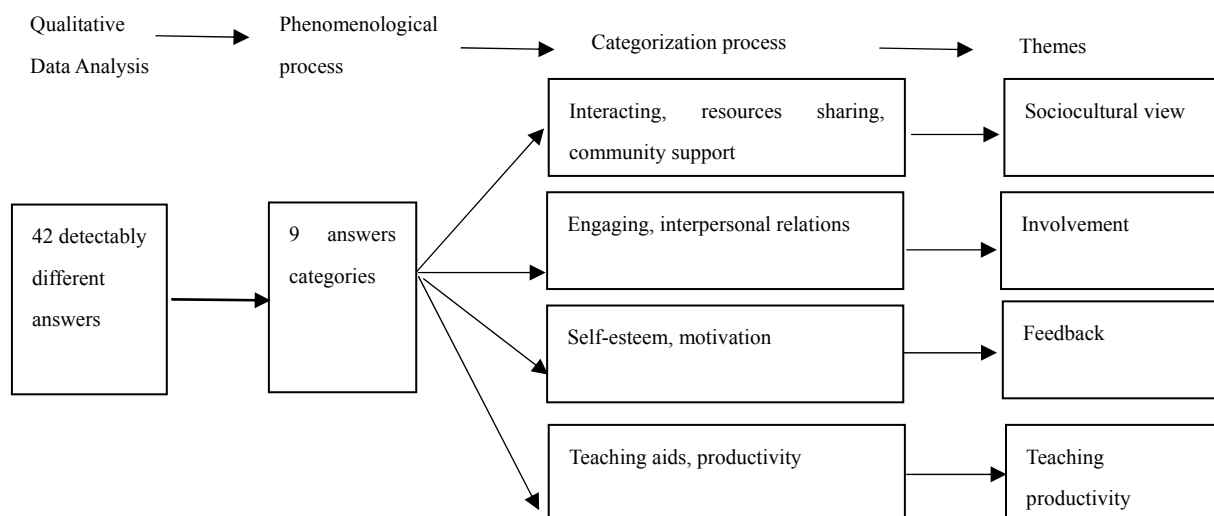 Qualitative
Data Analysis
Phenomenological
process
Categorization process
Themes
Interacting, resources sharing,
community support
Sociocultural view
42 detectably
different
answers
9 answers
categories
Engaging, interpersonal relations
Involvement
Self-esteem, motivation
Feedback
Teaching aids, productivity
Teaching
productivity